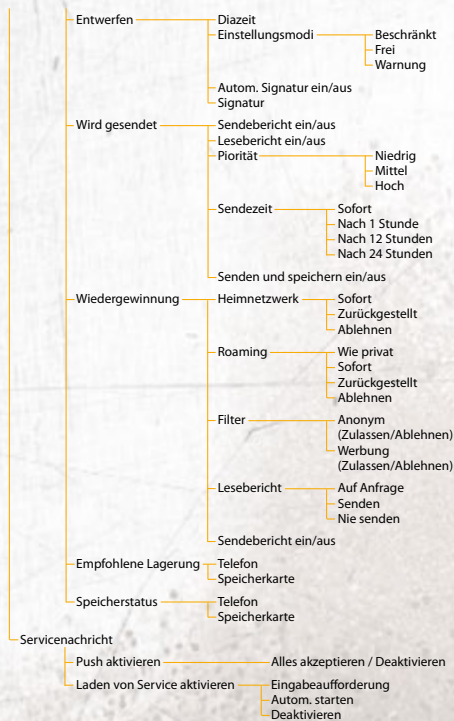 Entwerfen Diazeit
Einstellungsmodi Beschränkt
Frei
Warnung
Autom. Signatur ein/aus
Signatur
Wird gesendet Sendebericht ein/aus
Lesebericht ein/aus
Piorität Niedrig
Mittel
Hoch
Sendezeit Sofort
Nach 1 Stunde
Nach 12 Stunden
Nach 24 Stunden
Senden und speichern ein/aus
Wiedergewinnung Heimnetzwerk Sofort
Zurückgestellt
Ablehnen
Roaming Wie privat
Sofort
Zurückgestellt
Ablehnen
Filter Anonym
(Zulassen/Ablehnen)
Werbung
(Zulassen/Ablehnen)
Lesebericht Auf Anfrage
Senden
Nie senden
Sendebericht ein/aus
Empfohlene Lagerung Telefon
Speicherkarte
Speicherstatus Telefon
Speicherkarte
Servicenachricht
Push aktivieren Alles akzeptieren / Deaktivieren
Laden von Service aktivieren Eingabeaufforderung
Autom. starten
Deaktivieren